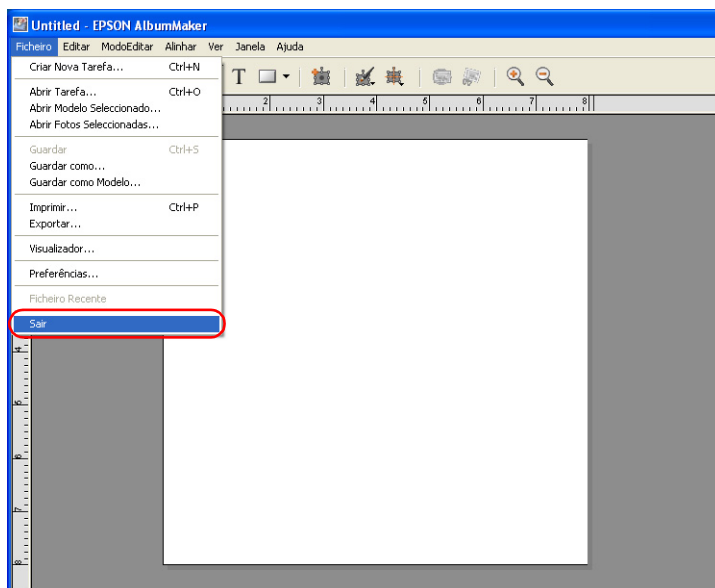 Untitled - EPSON AlbumMaker
Ficheiro Editar ModoEditar Alinhar Ver Janela Ajuda
Criar Nova Tarefa... Ctrl+N
Abrir Tarefa... Ctrl+O
Abrir Modelo Seleccionado...
Abrir Fotos Seleccionadas...
Guardar Ctrl+S
Guardar como...
Guardar como Modelo...
Imprimir... Ctrl+P
Exportar...
Visualizador...
Preferências...
Ficheiro Recente
Sair
T
2 3 4 5 6 7 8
4
5
6
7
8